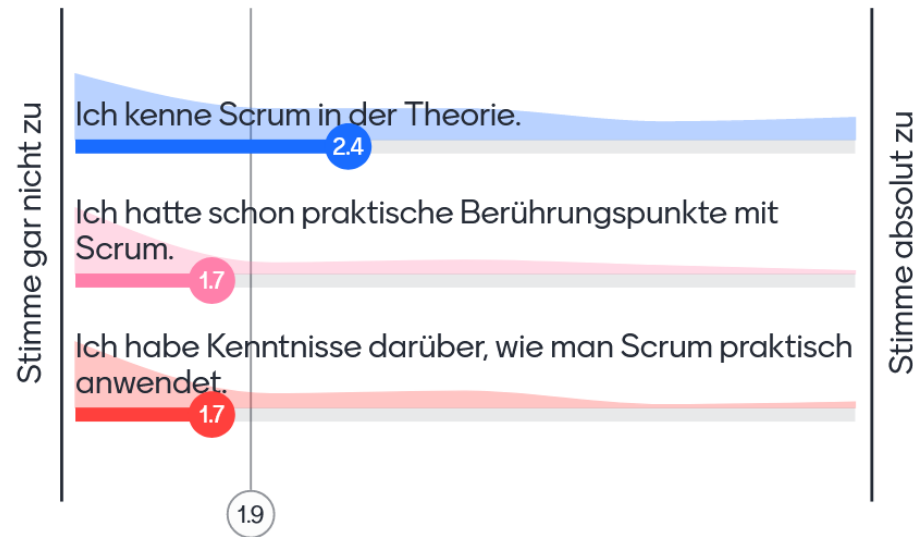 Stimme gar nicht zu
Ich kenne Scrum in der Theorie.
2.4
Ich hatte schon praktische Berührungspunkte mit
Scrum.
1.7
Ich habe Kenntnisse darüber, wie man Scrum praktisch
anwendet.
1.7
1.9
Stimme absolut zu